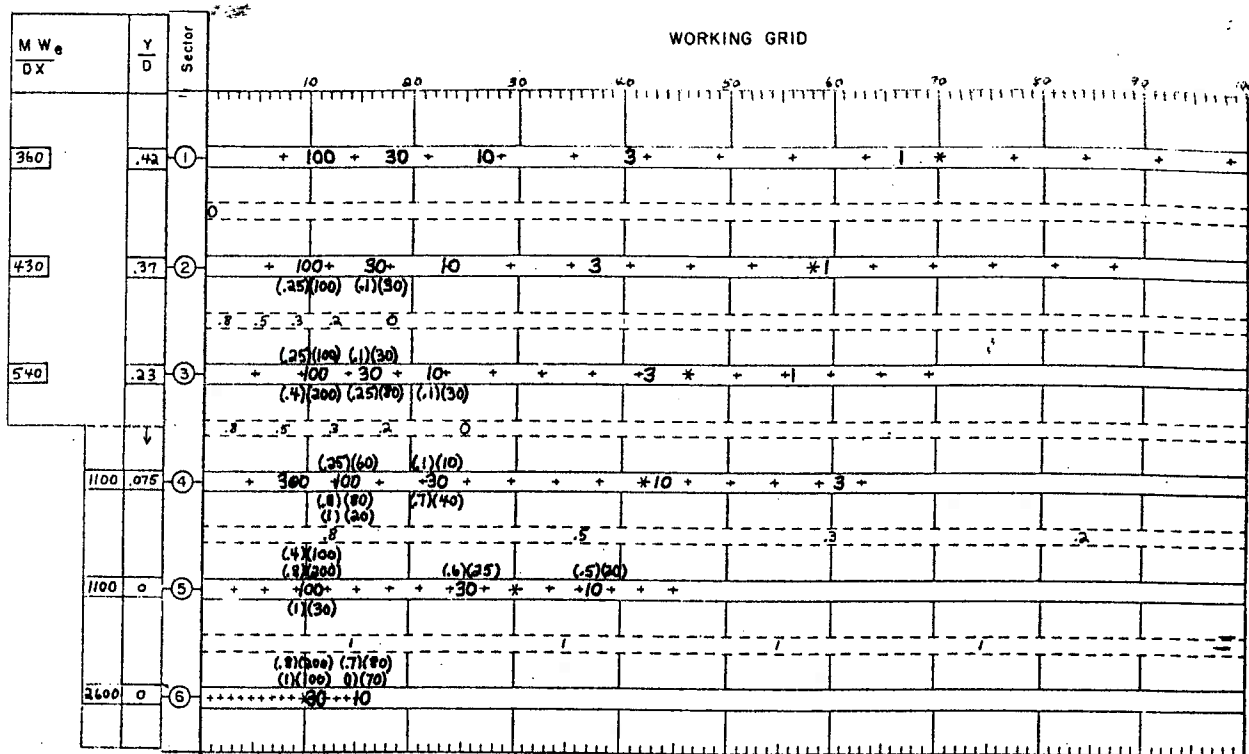 WORKING GRID
M We
DX
Y
D
Sector
10 20 30 40 50 60 70 80 90 100
360 .42 1 + 100 + 30 + 10 + + 3 + + + + 1 * + + + +
0
430 .37 2 + 100 + 30 + 10 + + 3 + + + * 1 + + + + +
(.25)(100) (.1)(30)
.8 .5 .3 .2 0
(.25)(100) (.1)(30)
540 .23 3 + +100 + 30 + 10 + + + + +3 * + + 1 + + +
(.4)(200) (.25)(80) (.1)(30)
.8 .5 .3 .2 0
(.25)(60) (.1)(10)
1100 .075 4 + 300 +100 + +30 + + + + * 10 + + + + 3 +
(.8)(80) (.7)(40)
(1)(20)
.8 .5 .3 .2
(.4)(100)
(.8)(200) (.6)(25) (.5)(20)
1100 0 5 + + +100 + + + + +30 + * + +10 + + +
(1)(30)
1 1 1 1
(.8)(200) (.7)(80)
(1)(100) (1)(70)
2600 0 6 ++++++++++*30 +++10